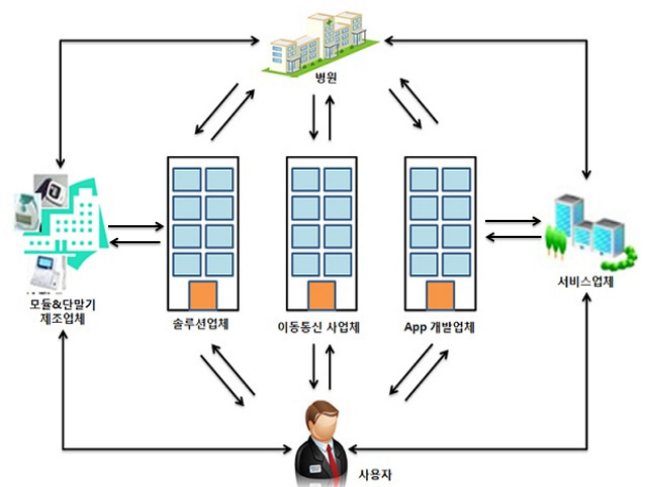 병원
모듈&단말기
제조업체
솔루션업체
이동통신 사업체
App 개발업체
서비스업체
사용자